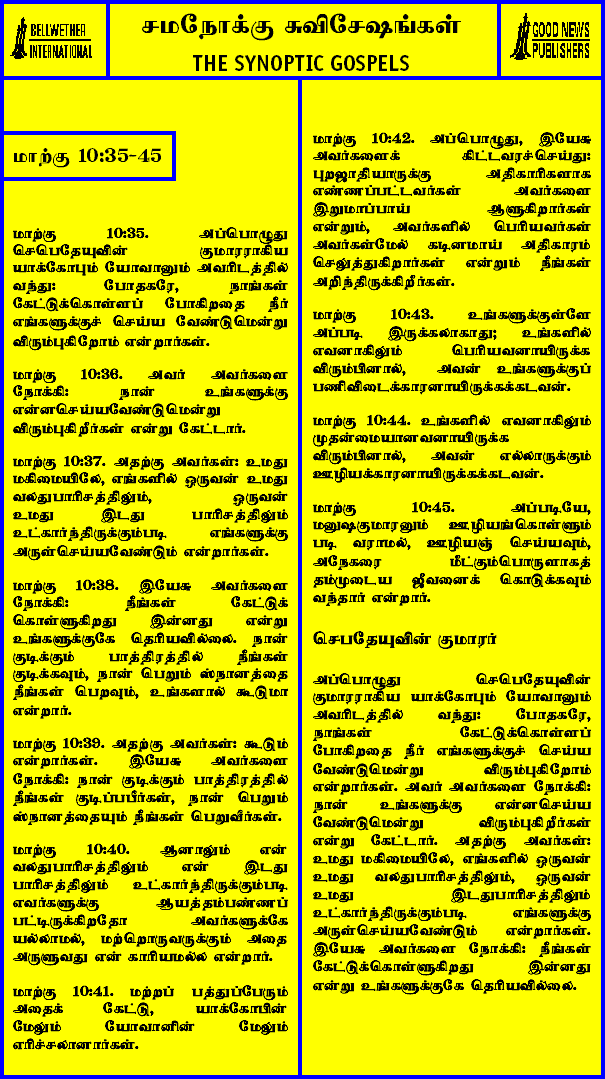 BELLWETHER
INTERNATIONAL
சமநோக்கு சுவிசேஷங்கள்
THE SYNOPTIC GOSPELS
GOOD NEWS
PUBLISHERS
மாற்கு 10:35-45
மாற்கு 10:35. அப்பொழுது
செபெதேயுவின் குமாரராகிய
யாக்கோபும் யோவானும் அவரிடத்தில்
வந்து: போதகரே, நாங்கள்
கேட்டுக்கொள்ளப் போகிறதை நீர்
எங்களுக்குச் செய்ய வேண்டுமென்று
விரும்புகிறோம் என்றார்கள்.
மாற்கு 10:36. அவர் அவர்களை
நோக்கி: நான் உங்களுக்கு
என்னசெய்யவேண்டுமென்று
விரும்புகிறீர்கள் என்று கேட்டார்.
மாற்கு 10:37. அதற்கு அவர்கள்: உமது
மகிமையிலே, எங்களில் ஒருவன் உமது
வலதுபாரிசத்திலும், ஒருவன்
உமது இடது பாரிசத்திலும்
உட்கார்ந்திருக்கும்படி எங்களுக்கு
அருள்செய்யவேண்டும் என்றார்கள்.
மாற்கு 10:38. இயேசு அவர்களை
நோக்கி: நீங்கள் கேட்டுக்
கொள்ளுகிறது இன்னது என்று
உங்களுக்குகே தெரியவில்லை. நான்
குடிக்கும் பாத்திரத்தில் நீங்கள்
குடிக்கவும், நான் பெறும் ஸ்நானத்தை
நீங்கள் பெறவும், உங்களால் கூடுமா
என்றார்.
மாற்கு 10:39. அதற்கு அவர்கள்: கூடும்
என்றார்கள். இயேசு அவர்களை
நோக்கி: நான் குடிக்கும் பாத்திரத்தில்
நீங்கள் குடிப்பபீர்கள், நான் பெறும்
ஸ்நானத்தையும் நீங்கள் பெறுவீர்கள்.
மாற்கு 10:40. ஆனாலும் என்
வலதுபாரிசத்திலும் என் இடது
பாரிசத்திலும் உட்கார்ந்திருக்கும்படி
எவர்களுக்கு ஆயத்தம்பண்ணப்
பட்டிருக்கிறதோ அவர்களுக்கே
யல்லாமல், மற்றொருவருக்கும் அதை
அருளுவது என் காரியமல்ல என்றார்.
மாற்கு 10:41. மற்றப் பத்துப்பேரும்
அதைக் கேட்டு, யாக்கோபின்
மேலும் யோவானின் மேலும்
எரிச்சலானார்கள்.
மாற்கு 10:42. அப்பொழுது, இயேசு
அவர்களைக் கிட்டவரச்செய்து:
புறஜாதியாருக்கு அதிகாரிகளாக
எண்ணப்பட்டவர்கள் அவர்களை
இறுமாப்பாய் ஆளுகிறார்கள்
என்றும், அவர்களில் பெரியவர்கள்
அவர்கள்மேல் கடினமாய் அதிகாரம்
செலுத்துகிறார்கள் என்றும் நீங்கள்
அறிந்திருக்கிறீர்கள்.
மாற்கு 10:43. உங்களுக்குள்ளே
அப்படி இருக்கலாகாது; உங்களில்
எவனாகிலும் பெரியவனாயிருக்க
விரும்பினால், அவன் உங்களுக்குப்
பணிவிடைக்காரனாயிருக்கக்கடவன்.
மாற்கு 10:44. உங்களில் எவனாகிலும்
முதன்மையானவனாயிருக்க
விரும்பினால், அவன் எல்லாருக்கும்
ஊழியக்காரனாயிருக்கக்கடவன்.
மாற்கு 10:45. அப்படியே,
மனுஷகுமாரனும் ஊழியங்கொள்ளும்
படி வராமல், ஊழியஞ் செய்யவும்,
அநேகரை மீட்கும்பொருளாகத்
தம்முடைய ஜீவனைக் கொடுக்கவும்
வந்தார் என்றார்.
செபதேயுவின் குமாரர்
அப்பொழுது செபெதேயுவின்
குமாரராகிய யாக்கோபும் யோவானும்
அவரிடத்தில் வந்து: போதகரே,
நாங்கள் கேட்டுக்கொள்ளப்
போகிறதை நீர் எங்களுக்குச் செய்ய
வேண்டுமென்று விரும்புகிறோம்
என்றார்கள். அவர் அவர்களை நோக்கி:
நான் உங்களுக்கு என்னசெய்ய
வேண்டுமென்று விரும்புகிறீர்கள்
என்று கேட்டார். அதற்கு அவர்கள்:
உமது மகிமையிலே, எங்களில் ஒருவன்
உமது வலதுபாரிசத்திலும், ஒருவன்
உமது இடதுபாரிசத்திலும்
உட்கார்ந்திருக்கும்படி எங்களுக்கு
அருள்செய்யவேண்டும் என்றார்கள்.
இயேசு அவர்களை நோக்கி: நீங்கள்
கேட்டுக்கொள்ளுகிறது இன்னது
என்று உங்களுக்குகே தெரியவில்லை.